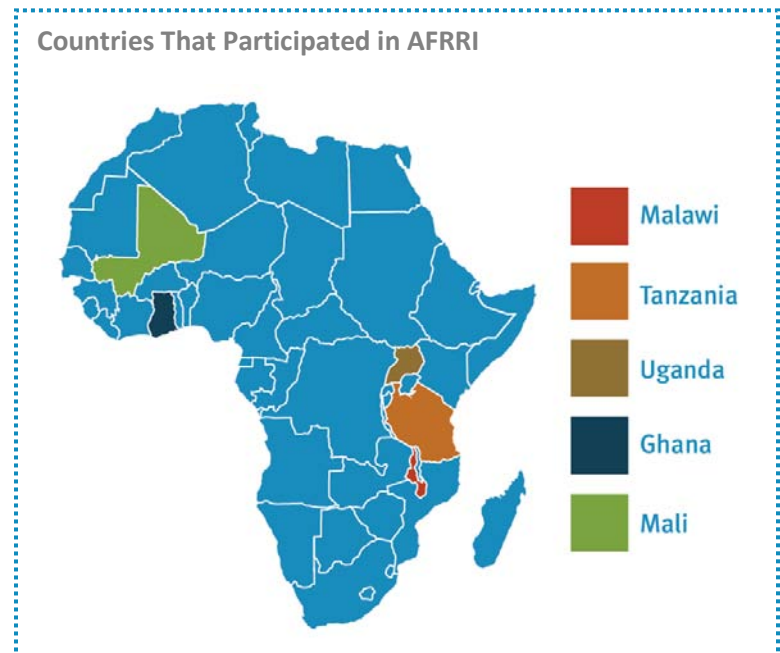 Countries That Participated in AFRRI
Malawi
Tanzania
Uganda
Ghana
Mali